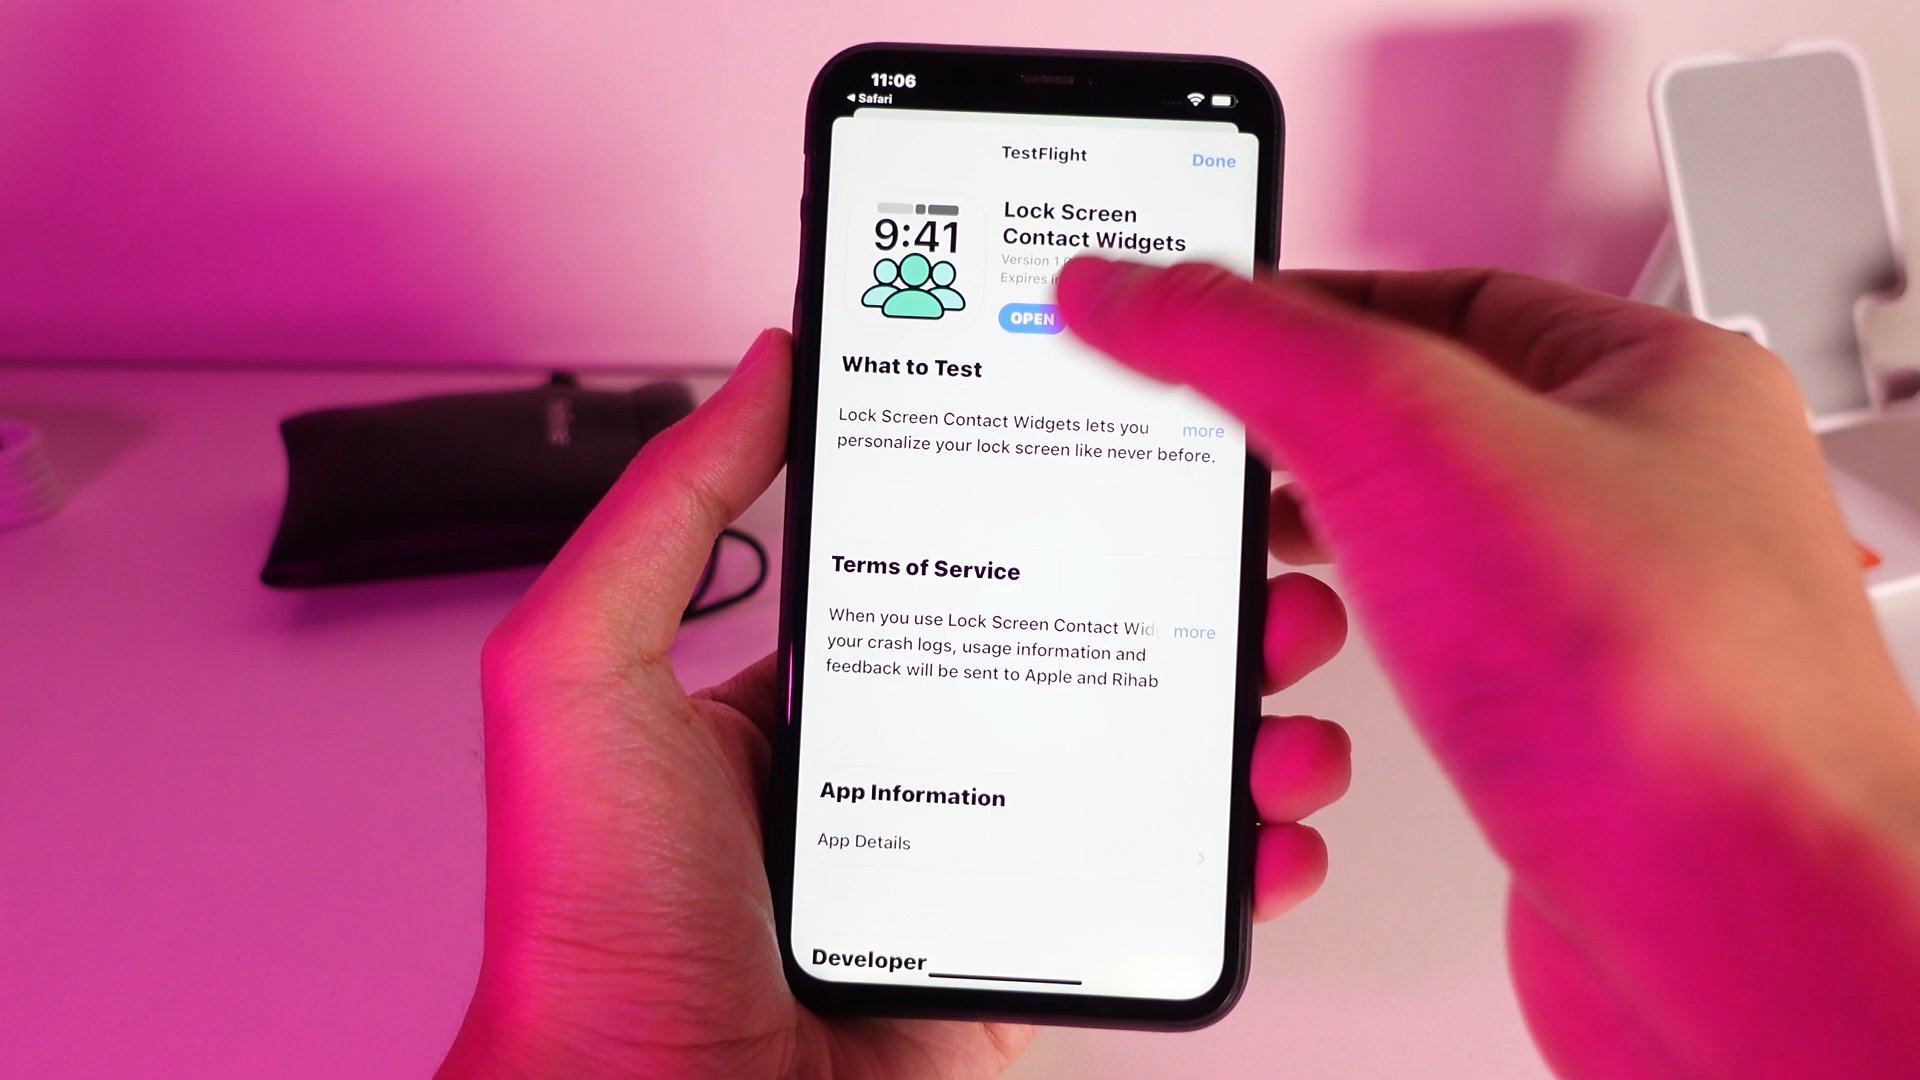 11:06
Safari
TestFlight
Done
9:41
Lock Screen
Contact Widgets
Version
Expires
OPEN
What to Test
Lock Screen Contact Widgets lets you more
personalize your lock screen like never before.
Terms of Service
When you use Lock Screen Contact more
your crash logs, usage information and
feedback will be sent to Apple and Rihab
App Information
App Details
Developer